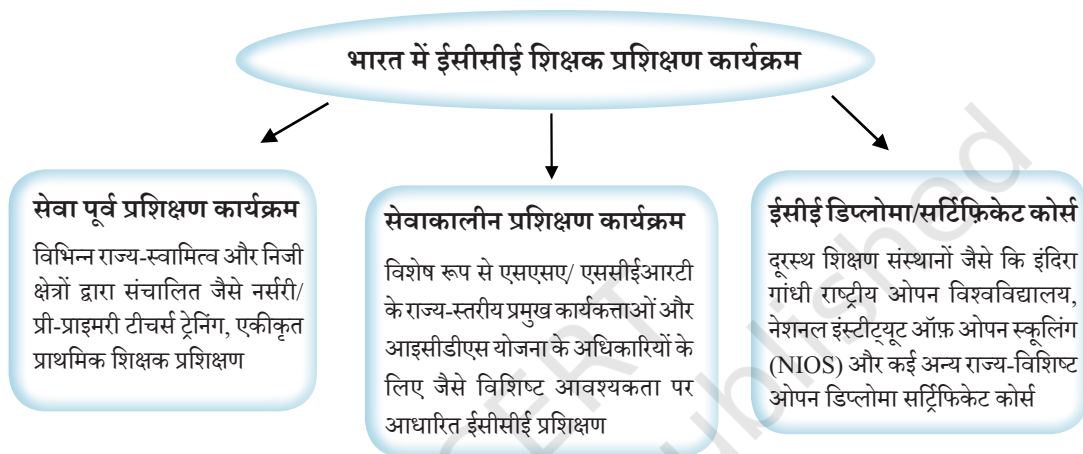 भारत में ईसीसीई शिक्षक प्रशिक्षण कार्यक्रम
सेवा पूर्व प्रशिक्षण कार्यक्रम
विभिन्न राज्य-स्वामित्व और निजी
क्षेत्रों द्वारा संचालित जैसे नर्सरी/
प्री-प्राइमरी टीचर्स ट्रेनिंग, एकीकृत
प्राथमिक शिक्षक प्रशिक्षण
सेवाकालीन प्रशिक्षण कार्यक्रम
विशेष रूप से एसएसए/ एससीईआरटी
के राज्य-स्तरीय प्रमुख कार्यकर्त्ताओं और
आइसीडीएस योजना के अधिकारियों के
लिए जैसे विशिष्ट आवश्यकता पर
आधारित ईसीसीई प्रशिक्षण
ईसीई डिप्लोमा/सर्टिफ़िकेट कोर्स
दूरस्थ शिक्षण संस्थानों जैसे कि इंदिरा
गांधी राष्ट्रीय ओपन विश्वविद्यालय,
नेशनल इंस्टीट्यूट ऑफ़ ओपन स्कूलिंग
(NIOS) और कई अन्य राज्य-विशिष्ट
ओपन डिप्लोमा सर्ट्रिफिकेट कोर्स